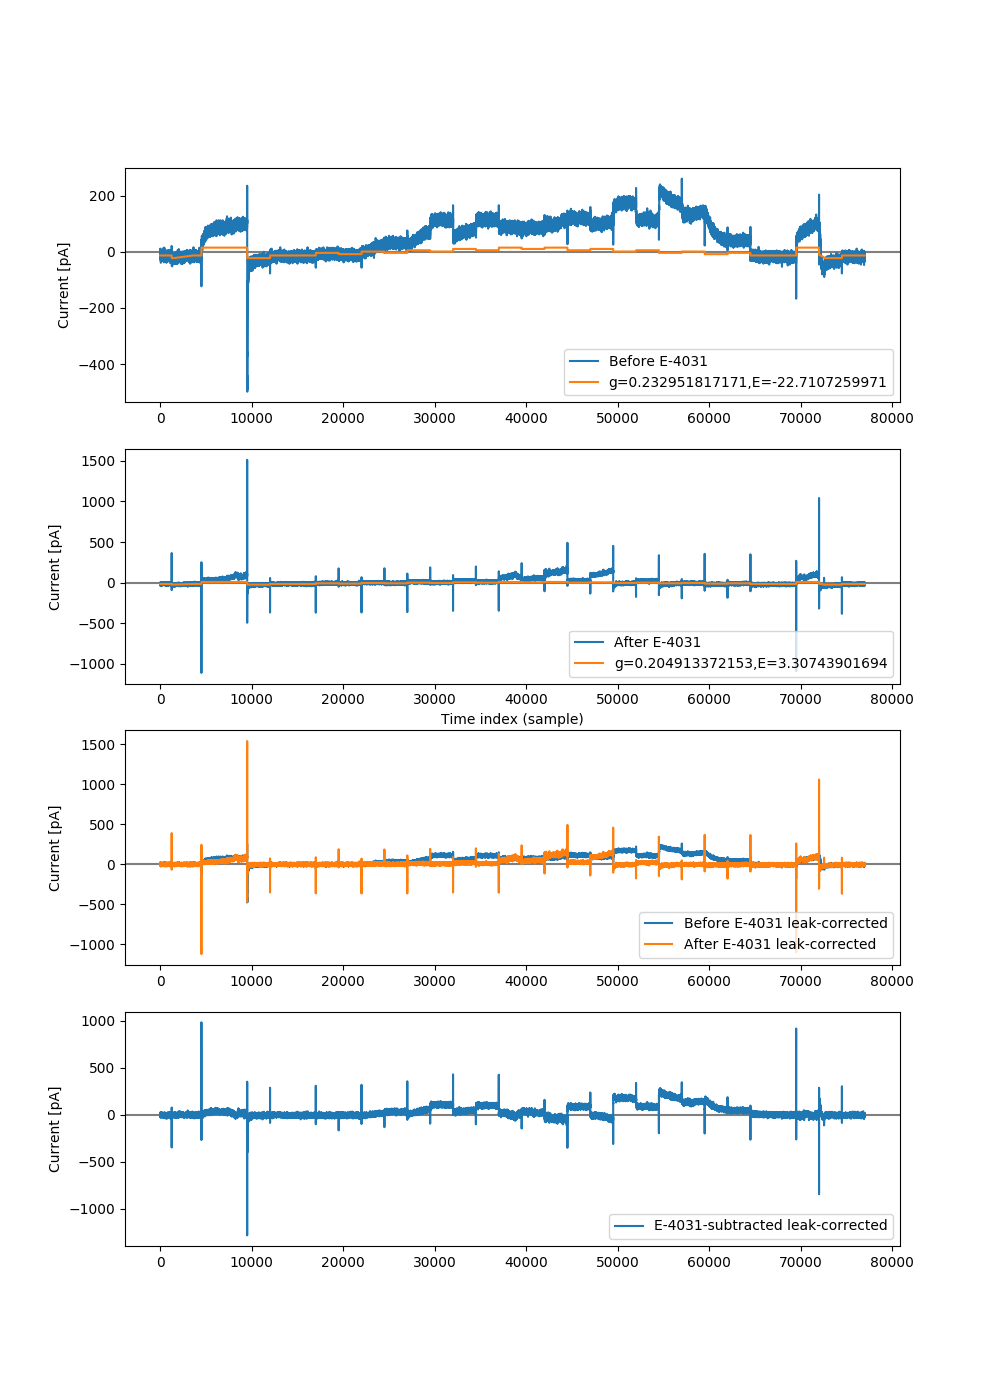 200
0
−200
−400
Current [pA]
Before E-4031
g=0.232951817171,E=-22.7107259971
0 10000 20000 30000 40000 50000 60000 70000 80000
1500
1000
500
0
−500
−1000
Current [pA]
After E-4031
g=0.204913372153,E=3.30743901694
0 10000 20000 30000 40000 50000 60000 70000 80000
Time index (sample)
1500
1000
500
0
−500
−1000
Current [pA]
Before E-4031 leak-corrected
After E-4031 leak-corrected
0 10000 20000 30000 40000 50000 60000 70000 80000
1000
500
0
−500
−1000
Current [pA]
E-4031-subtracted leak-corrected
0 10000 20000 30000 40000 50000 60000 70000 80000